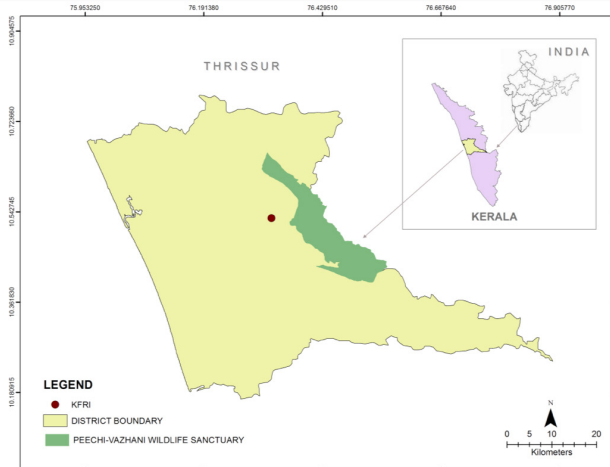 75.953250 76.191380 76.429510 76.667640 76.905770
10.904575
10.723660
10.542745
10.361830
10.180915
THRISSUR
INDIA
KERALA
LEGEND
KFRI
DISTRICT BOUNDARY
PEECHI-VAZHANI WILDLIFE SANCTUARY
N
0 5 10 20
Kilometers